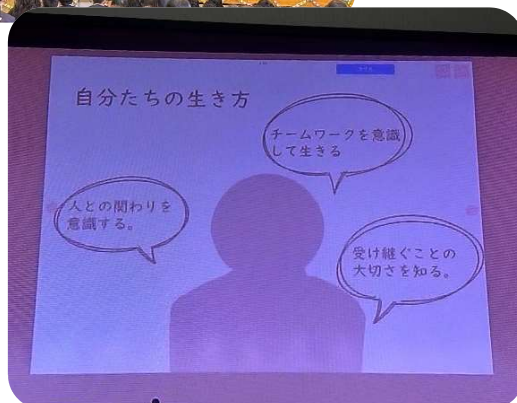 自分たちの生き方
チームワークを意識
して生きる
人との関わりを
意識する。
受け継ぐことの
大切さを知る。